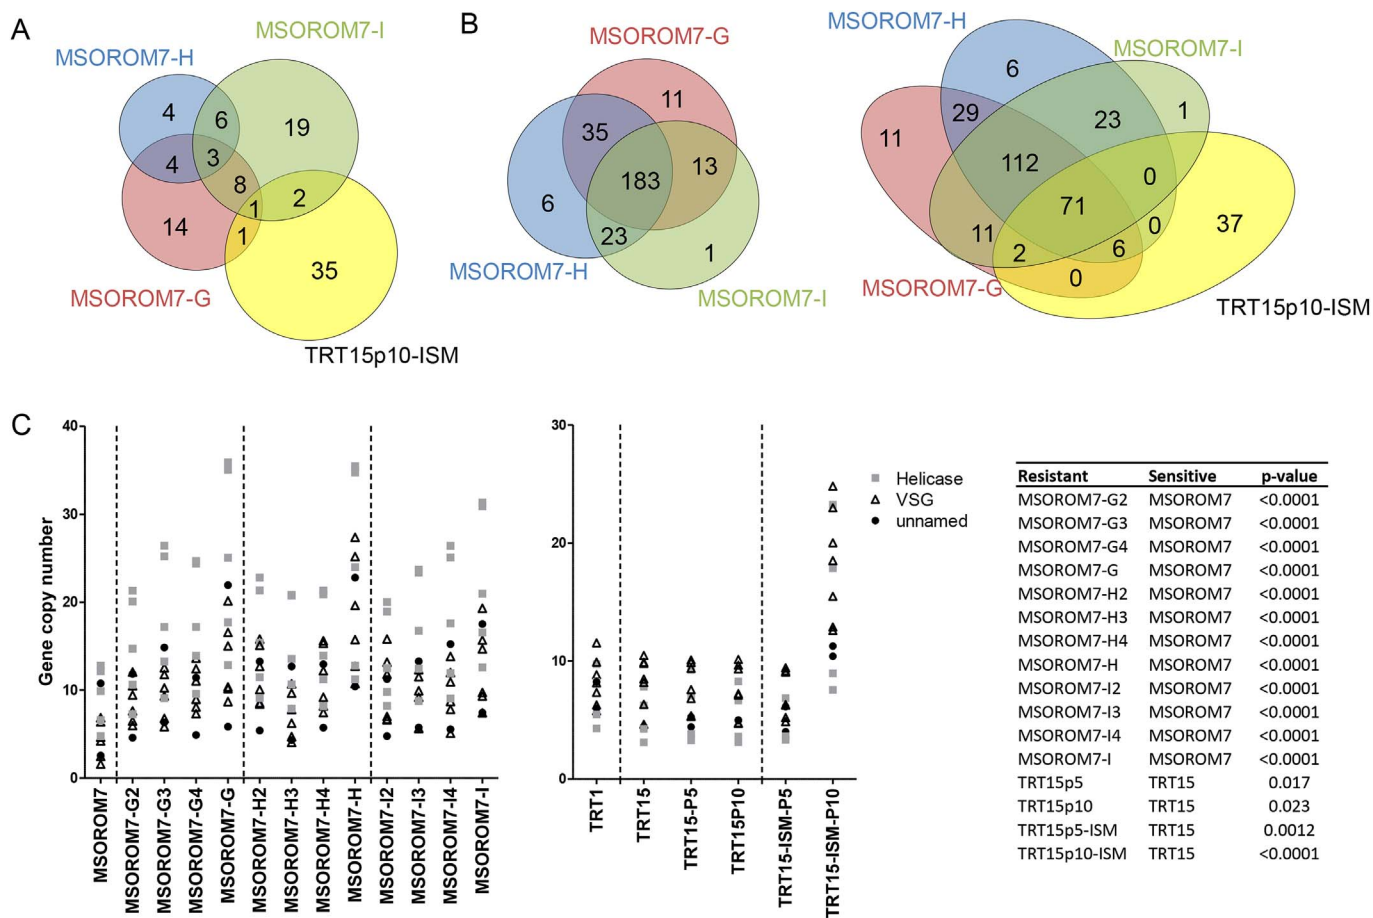 A
MSOROM7-H
MSOROM7-I
4
6
19
4
3
8
2
14
1
1
35
MSOROM7-G
TRT15p10-ISM
B
MSOROM7-G
11
35
13
183
6
23
1
MSOROM7-H
MSOROM7-I
MSOROM7-H
MSOROM7-I
6
29
23
1
11
112
0
71
11
0
37
2
6
0
MSOROM7-G
TRT15p10-ISM
C
Gene copy number
40
30
20
10
0
MSOROM7
MSOROM7-G2
MSOROM7-G3
MSOROM7-G4
MSOROM7-G
MSOROM7-H2
MSOROM7-H3
MSOROM7-H4
MSOROM7-H
MSOROM7-I2
MSOROM7-I3
MSOROM7-I4
MSOROM7-I
30
20
10
0
TRT1
TRT15
TRT15-P5
TRT15P10
TRT15-ISM-P5
TRT15-ISM-P10
Helicase
VSG
unnamed
Resistant Sensitive p-value
MSOROM7-G2 MSOROM7 <0.0001
MSOROM7-G3 MSOROM7 <0.0001
MSOROM7-G4 MSOROM7 <0.0001
MSOROM7-G MSOROM7 <0.0001
MSOROM7-H2 MSOROM7 <0.0001
MSOROM7-H3 MSOROM7 <0.0001
MSOROM7-H4 MSOROM7 <0.0001
MSOROM7-H MSOROM7 <0.0001
MSOROM7-I2 MSOROM7 <0.0001
MSOROM7-I3 MSOROM7 <0.0001
MSOROM7-I4 MSOROM7 <0.0001
MSOROM7-I MSOROM7 <0.0001
TRT15p5 TRT15 0.017
TRT15p10 TRT15 0.023
TRT15p5-ISM TRT15 0.0012
TRT15p10-ISM TRT15 <0.0001